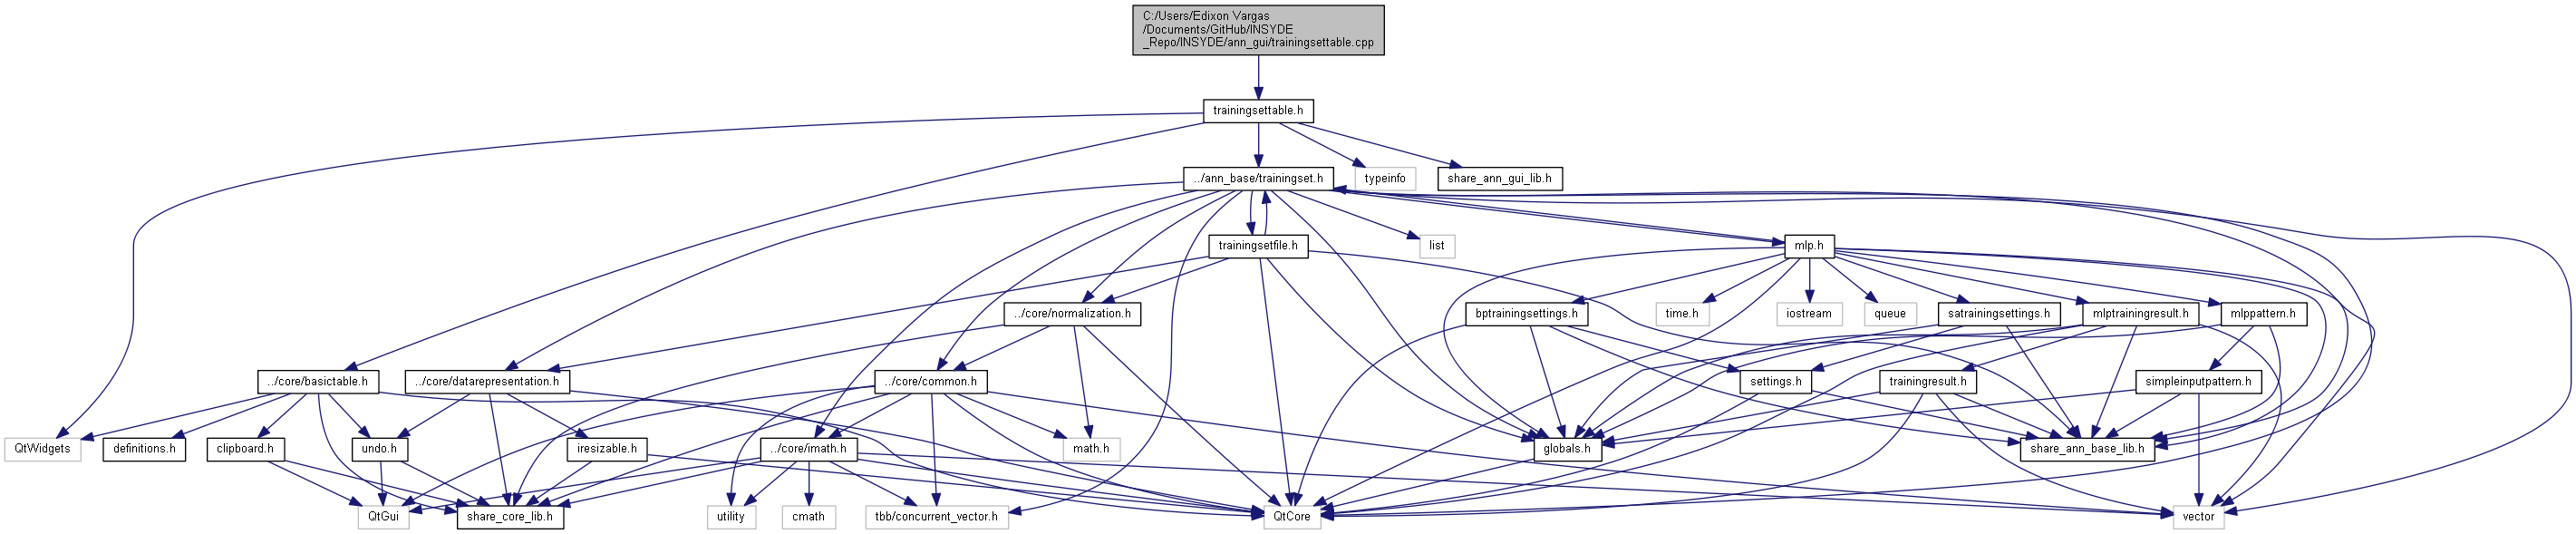 C:/Users/Edixon Vargas
/Documents/GitHub/INSYDE
_Repo/INSYDE/ann_gui/trainingsettable.cpp
trainingsettable.h
../ann_base/trainingset.h
typeinfo
share_ann_gui_lib.h
trainingsetfile.h
list
mlp.h
../core/normalization.h
bptrainingsettings.h
time.h
iostream
queue
satrainingsettings.h
mlptrainingresult.h
mlppattern.h
../core/basictable.h
../core/datarepresentation.h
../core/common.h
settings.h
trainingresult.h
simpleinputpattern.h
QtWidgets
definitions.h
clipboard.h
undo.h
iresizable.h
../core/imath.h
math.h
globals.h
share_ann_base_lib.h
QtGui
share_core_lib.h
utility
cmath
tbb/concurrent_vector.h
QtCore
vector